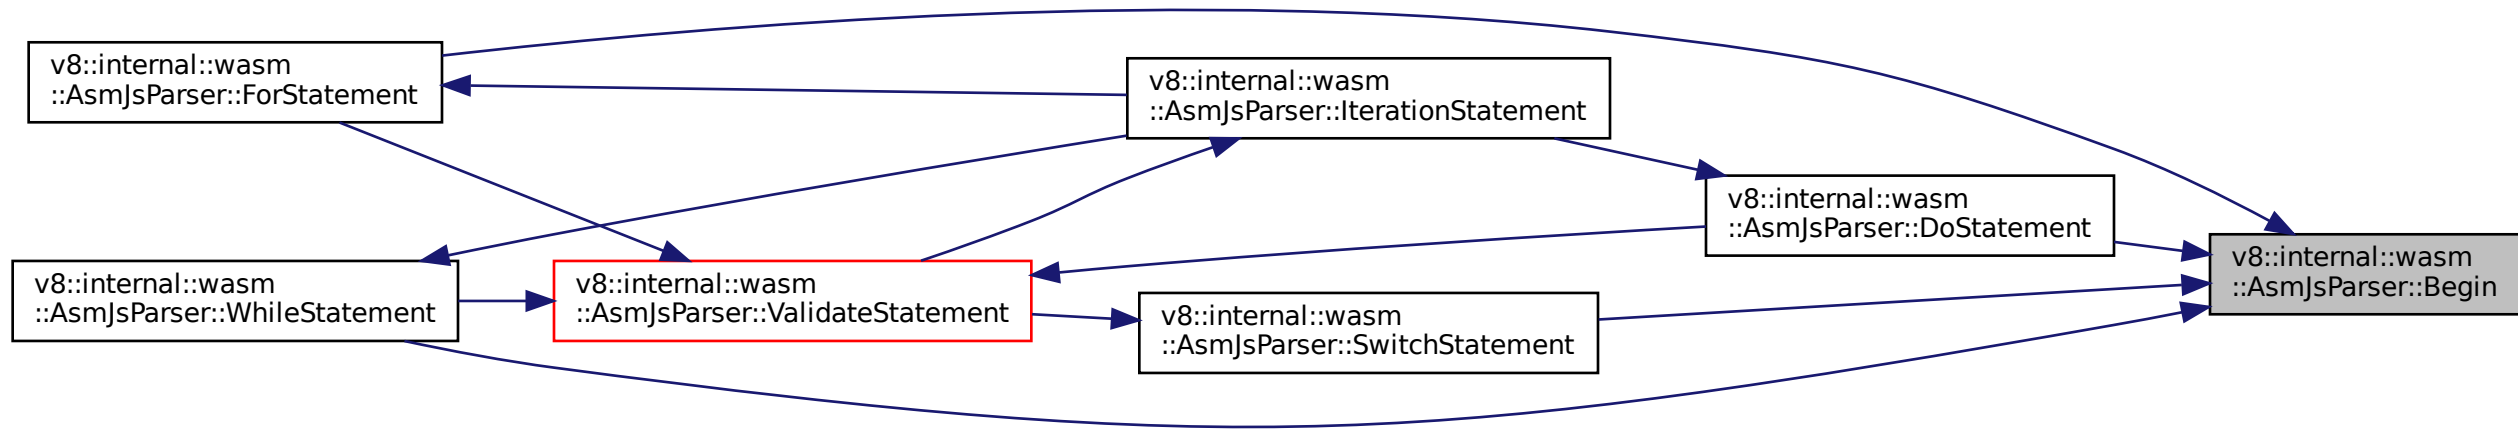 v8::internal::wasm
::AsmJsParser::ForStatement
v8::internal::wasm
::AsmJsParser::IterationStatement
v8::internal::wasm
::AsmJsParser::DoStatement
v8::internal::wasm
::AsmJsParser::Begin
v8::internal::wasm
::AsmJsParser::WhileStatement
v8::internal::wasm
::AsmJsParser::ValidateStatement
v8::internal::wasm
::AsmJsParser::SwitchStatement